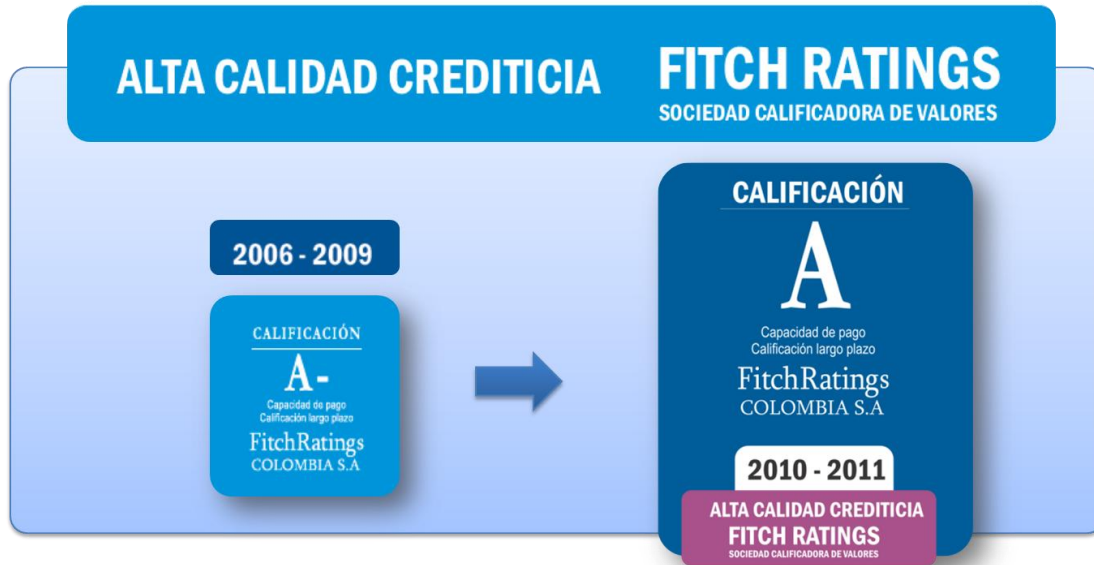 ALTA CALIDAD CREDITICIA
FITCH RATINGS
SOCIEDAD CALIFICADORA DE VALORES
2006 - 2009
CALIFICACIÓN
A-
Capacidad de pago
Calificación largo plazo
FitchRatings
COLOMBIA S.A
CALIFICACIÓN
A
Capacidad de pago
Calificación largo plazo
FitchRatings
COLOMBIA S.A
2010 - 2011
ALTA CALIDAD CREDITICIA
FITCH RATINGS
SOCIEDAD CALIFICADORA DE VALORES